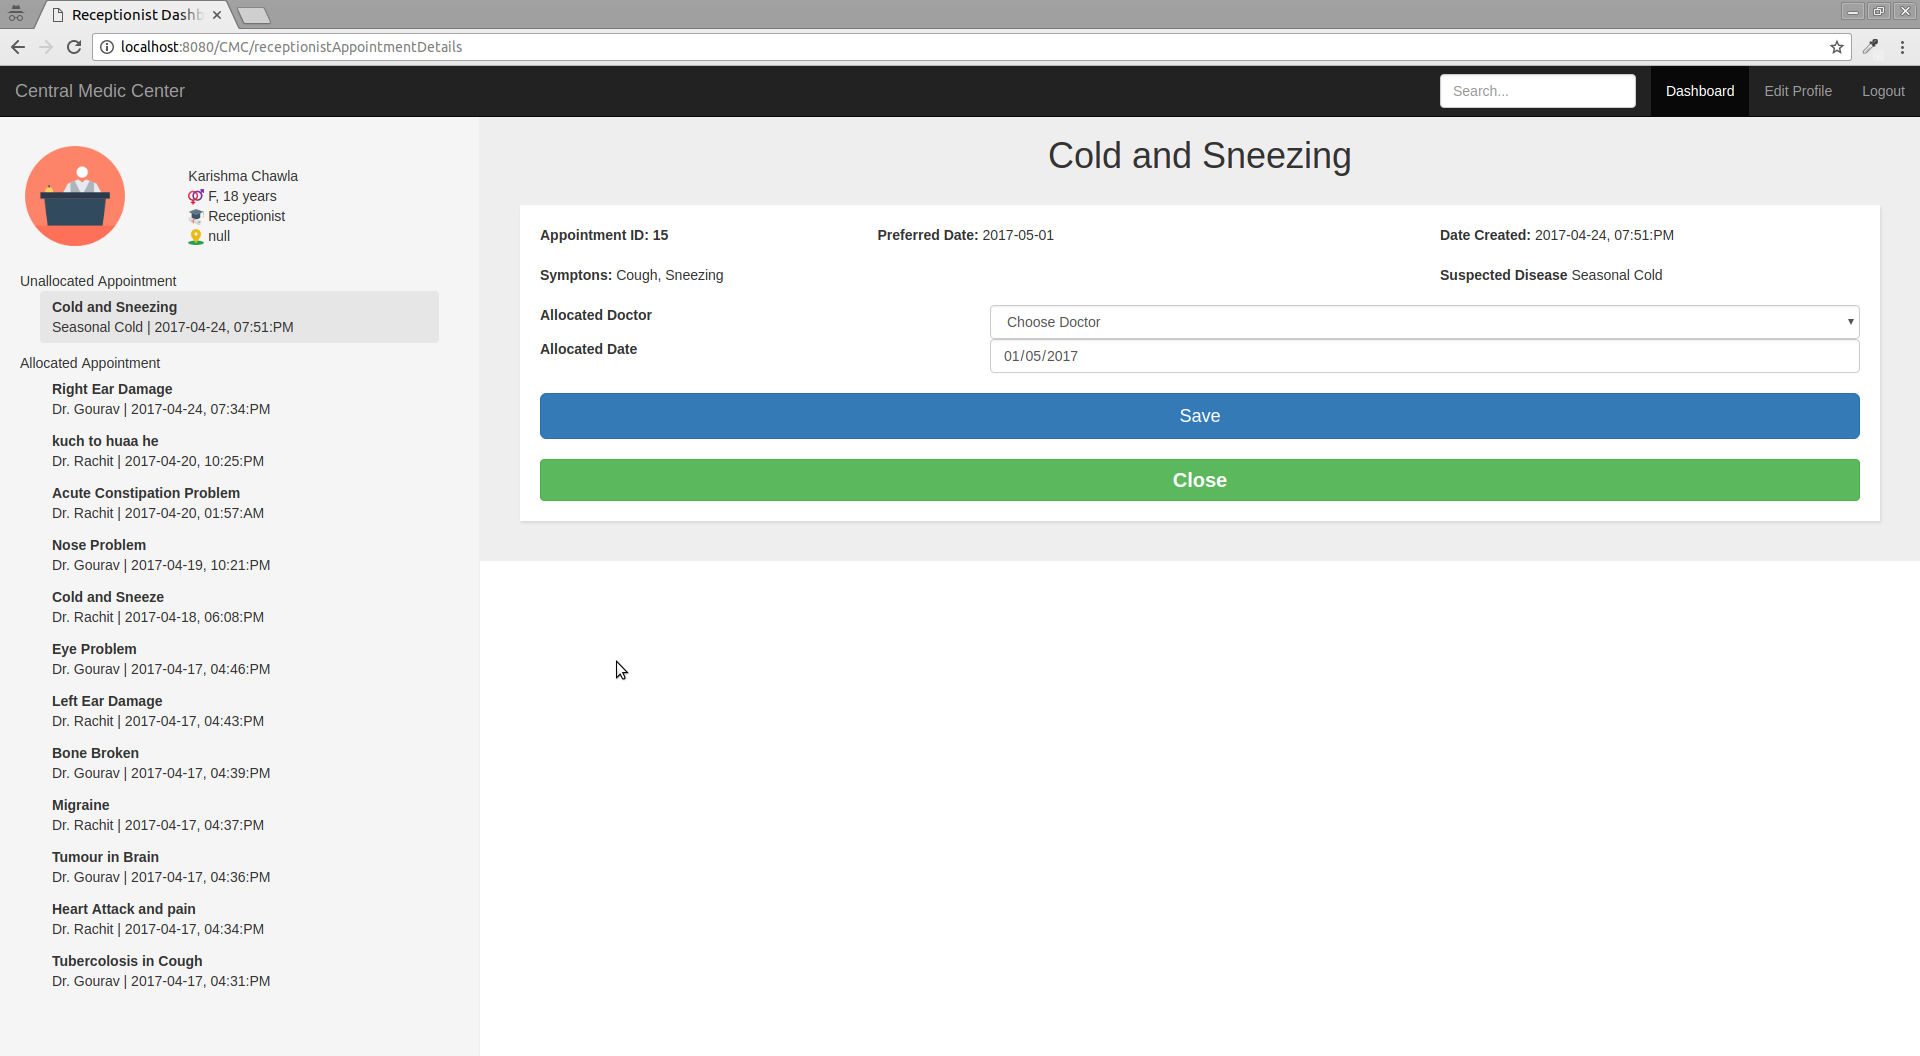 Receptionist Dashb
localhost:8080/CMC/receptionistAppointmentDetails
Central Medic Center
Search...
Dashboard
Edit Profile
Logout
Karishma Chawla
F, 18 years
Receptionist
null
Unallocated Appointment
Cold and Sneezing
Seasonal Cold | 2017-04-24, 07:51:PM
Allocated Appointment
Right Ear Damage
Dr. Gourav | 2017-04-24, 07:34:PM
kuch to huaa he
Dr. Rachit | 2017-04-20, 10:25:PM
Acute Constipation Problem
Dr. Rachit | 2017-04-20, 01:57:AM
Nose Problem
Dr. Gourav | 2017-04-19, 10:21:PM
Cold and Sneeze
Dr. Rachit | 2017-04-18, 06:08:PM
Eye Problem
Dr. Gourav | 2017-04-17, 04:46:PM
Left Ear Damage
Dr. Rachit | 2017-04-17, 04:43:PM
Bone Broken
Dr. Gourav | 2017-04-17, 04:39:PM
Migraine
Dr. Rachit | 2017-04-17, 04:37:PM
Tumour in Brain
Dr. Gourav | 2017-04-17, 04:36:PM
Heart Attack and pain
Dr. Rachit | 2017-04-17, 04:34:PM
Tubercolosis in Cough
Dr. Gourav | 2017-04-17, 04:31:PM
Cold and Sneezing
Appointment ID: 15
Preferred Date: 2017-05-01
Date Created: 2017-04-24, 07:51:PM
Symptons: Cough, Sneezing
Suspected Disease Seasonal Cold
Allocated Doctor
Choose Doctor
Allocated Date
01/05/2017
Save
Close